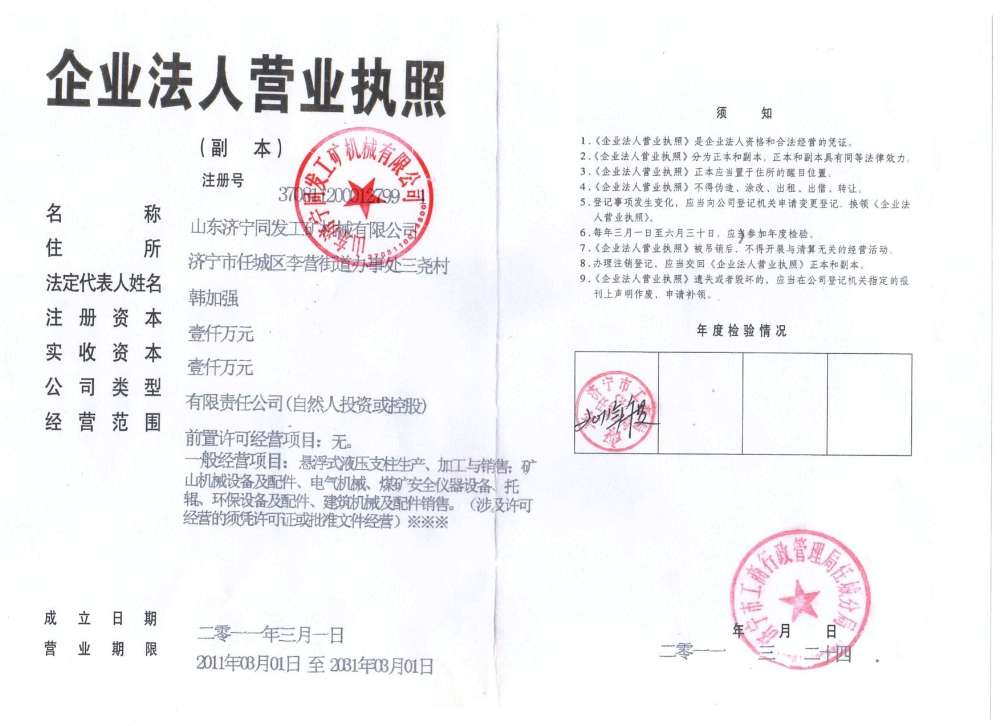 企业法人营业执照
(副 本)
注册号
370811200012799 1
名 称
山东济宁同发工矿机械有限公司
住 所
济宁市任城区李营街道办事处三尧村
法定代表人姓名
韩加强
注 册 资 本
壹仟万元
实 收 资 本
壹仟万元
公 司 类 型
有限责任公司(自然人投资或控股)
经 营 范 围
前置许可经营项目：无。
一般经营项目：悬浮式液压支柱生产、加工与销售；矿
山机械设备及配件、电气机械、煤矿安全仪器设备、托
辊、环保设备及配件、建筑机械及配件销售。（涉及许可
经营的须凭许可证或批准文件经营）※※※
成 立 日 期
二零一一年三月一日
营 业 期 限
2011年03月01日 至 2031年03月01日
山东济宁同发工矿机械有限公司
须 知
1.《企业法人营业执照》是企业法人资格和合法经营的凭证。
2.《企业法人营业执照》分为正本和副本，正本和副本具有同等法律效力。
3.《企业法人营业执照》正本应当置于住所的醒目位置。
4.《企业法人营业执照》不得伪造、涂改、出租、出借、转让。
5.登记事项发生变化，应当向公司登记机关申请变更登记，换领《企业法
人营业执照》。
6.每年三月一日至六月三十日，应当参加年度检验。
7.《企业法人营业执照》被吊销后，不得开展与清算无关的经营活动。
8.办理注销登记，应当交回《企业法人营业执照》正本和副本。
9.《企业法人营业执照》遗失或者毁坏的，应当在公司登记机关指定的报
刊上声明作废，申请补领。
年度检验情况
济宁市工商行政管理局任城分局
年 月 日
二零一一 三 二十四